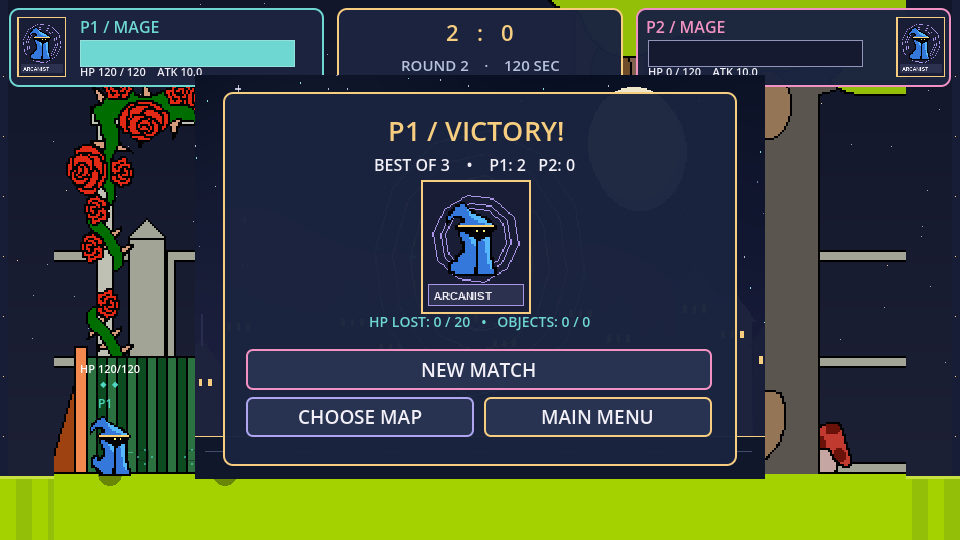 P1 / MAGE
ARCANIST
HP 120 / 120 ATK 10.0
2 : 0
ROUND 2 · 120 SEC
P2 / MAGE
HP 0 / 120 ATK 10.0
ARCANIST
P1 / VICTORY!
BEST OF 3 • P1: 2 P2: 0
ARCANIST
HP LOST: 0 / 20 • OBJECTS: 0 / 0
NEW MATCH
CHOOSE MAP
MAIN MENU
HP 120/120
P1